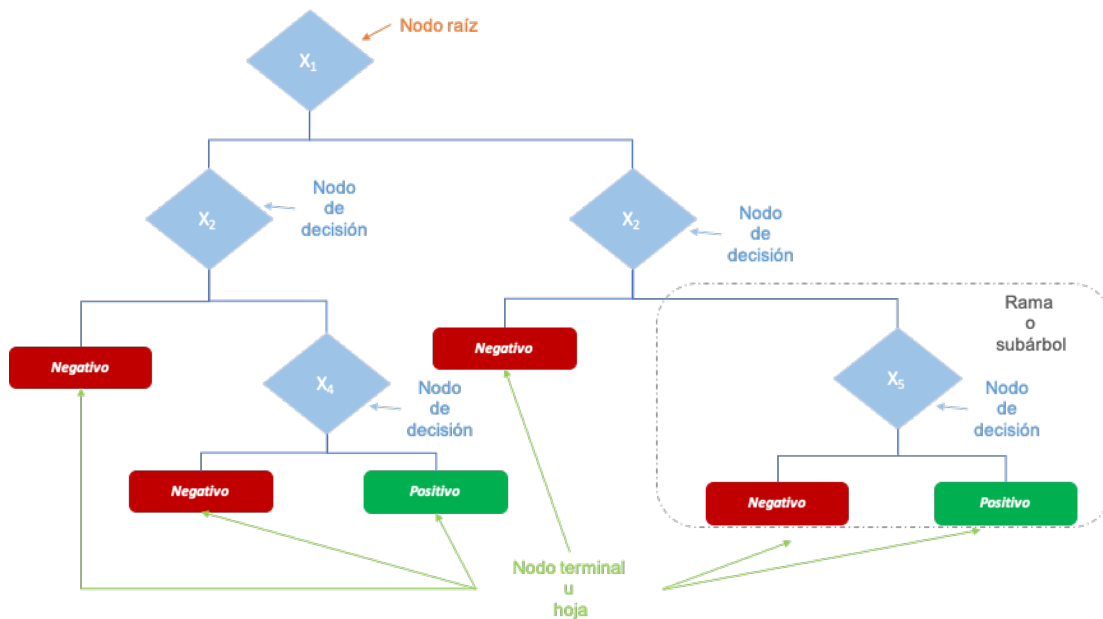 Nodo raíz
X1
Nodo
de
decisión
X2
Nodo
de
decisión
X2
Rama
o
subárbol
Negativo
Negativo
X4
Nodo
de
decisión
X5
Nodo
de
decisión
Negativo
Positivo
Negativo
Positivo
Nodo terminal
u
hoja